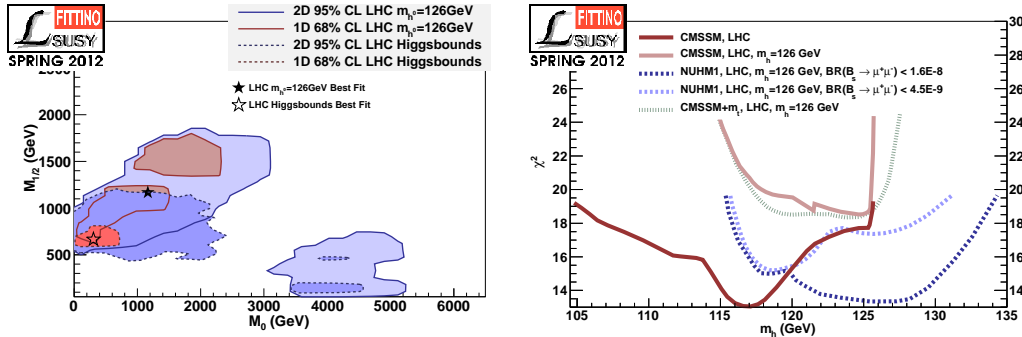 FITTINO
SUSY
SPRING 2012
2D 95% CL LHC m_h⁰=126GeV
1D 68% CL LHC m_h⁰=126GeV
2D 95% CL LHC Higgsbounds
1D 68% CL LHC Higgsbounds
LHC m_h⁰=126GeV Best Fit
LHC Higgsbounds Best Fit
M_1/2 (GeV)
2000
1500
1000
500
0 1000 2000 3000 4000 5000 6000
M_0 (GeV)
FITTINO
SUSY
SPRING 2012
CMSSM, LHC
CMSSM, LHC, m_h=126 GeV
NUHM1, LHC, m_h=126 GeV, BR(B_s → μ⁺μ⁻) < 1.6E-8
NUHM1, LHC, m_h=126 GeV, BR(B_s → μ⁺μ⁻) < 4.5E-9
CMSSM+m_t, LHC, m_h=126 GeV
χ²
30
28
26
24
22
20
18
16
14
105 110 115 120 125 130 135
m_h (GeV)